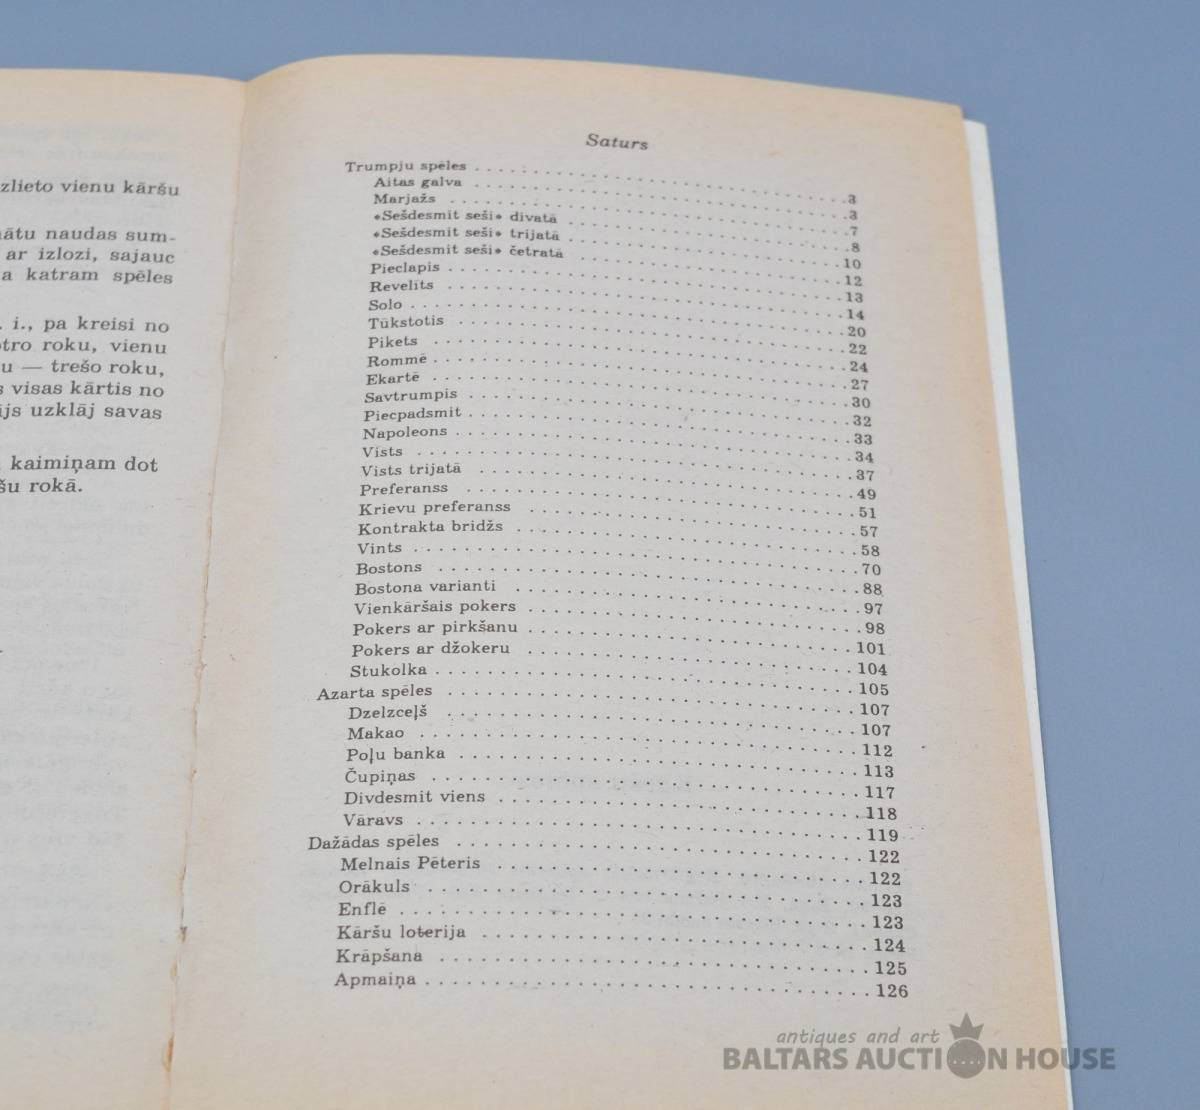 zlieto vienu kāršu
nātu naudas sum-
ar izlozi, sajauc
a katram spēles
i., pa kreisi no
otro roku, vienu
u — trešo roku,
s visas kārtis no
ājs uzklāj savas
kaimiņam dot
šu rokā.
Saturs
Trumpju spēles . . . 3
Aitas galva . . . 3
Marjažs . . . 7
«Sešdesmit seši» divatā . . . 8
«Sešdesmit seši» trijatā . . . 10
«Sešdesmit seši» četratā . . . 12
Pieclapis . . . 13
Revelīts . . . 14
Solo . . . 20
Tūkstotis . . . 22
Pikets . . . 24
Rommē . . . 27
Ekartē . . . 30
Savtrumpis . . . 32
Piecpadsmit . . . 33
Napoleons . . . 34
Vists . . . 37
Vists trijatā . . . 49
Preferanss . . . 51
Krievu preferanss . . . 57
Kontrakta bridžs . . . 58
Vints . . . 70
Bostons . . . 88
Bostona varianti . . . 97
Vienkāršais pokers . . . 98
Pokers ar pirkšanu . . . 101
Pokers ar džokeru . . . 104
Stukolka . . . 105
Azarta spēles . . . 107
Dzelzceļš . . . 107
Makao . . . 112
Poļu banka . . . 113
Čupiņas . . . 117
Divdesmit viens . . . 118
Vāravs . . . 119
Dažādas spēles . . . 122
Melnais Pēteris . . . 122
Orākuls . . . 123
Enflē . . . 123
Kāršu loterija . . . 124
Krāpšana . . . 125
Apmaiņa . . . 126
antiques and art
BALTARS AUCTION HOUSE